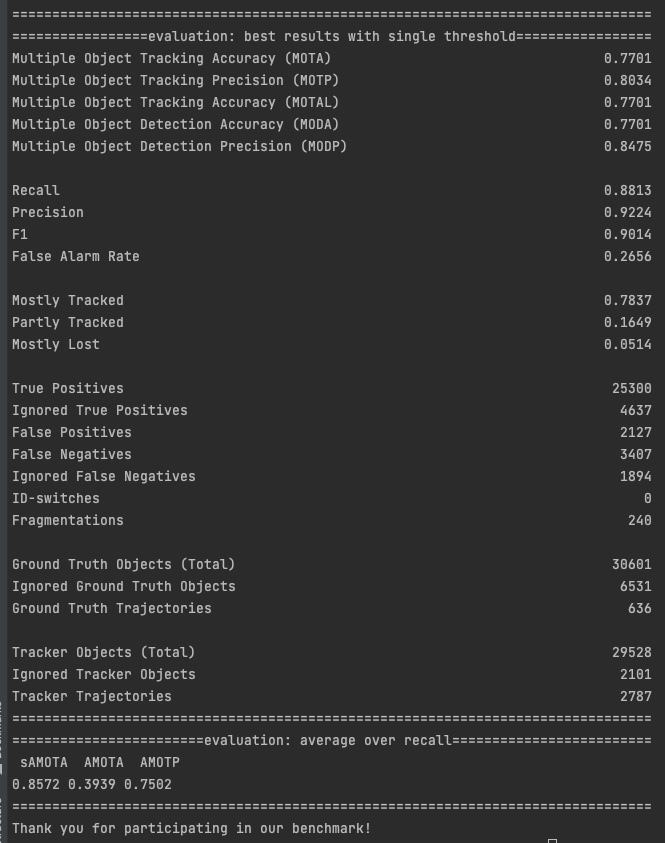 ================================================================================
=================evaluation: best results with single threshold=================
Multiple Object Tracking Accuracy (MOTA) 0.7701
Multiple Object Tracking Precision (MOTP) 0.8034
Multiple Object Tracking Accuracy (MOTAL) 0.7701
Multiple Object Detection Accuracy (MODA) 0.7701
Multiple Object Detection Precision (MODP) 0.8475
Recall 0.8813
Precision 0.9224
F1 0.9014
False Alarm Rate 0.2656
Mostly Tracked 0.7837
Partly Tracked 0.1649
Mostly Lost 0.0514
True Positives 25300
Ignored True Positives 4637
False Positives 2127
False Negatives 3407
Ignored False Negatives 1894
ID-switches 0
Fragmentations 240
Ground Truth Objects (Total) 30601
Ignored Ground Truth Objects 6531
Ground Truth Trajectories 636
Tracker Objects (Total) 29528
Ignored Tracker Objects 2101
Tracker Trajectories 2787
================================================================================
========================evaluation: average over recall=========================
sAMOTA AMOTA AMOTP
0.8572 0.3939 0.7502
================================================================================
Thank you for participating in our benchmark!